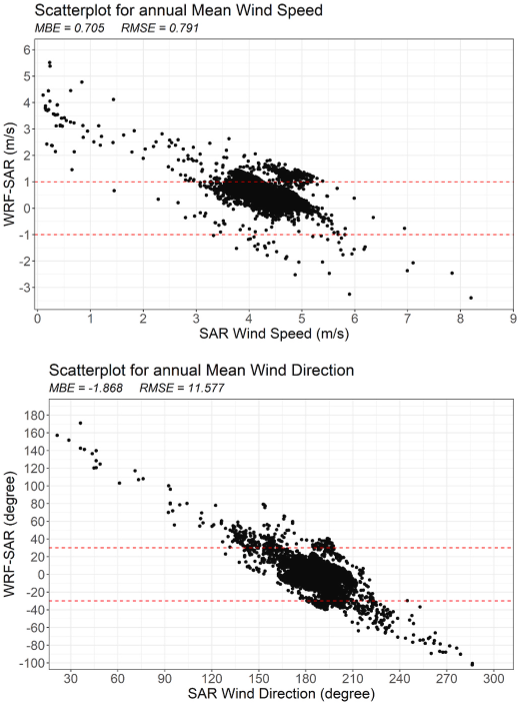 Scatterplot for annual Mean Wind Speed
MBE = 0.705 RMSE = 0.791
6
5
4
3
2
1
0
-1
-2
-3
WRF-SAR (m/s)
0 1 2 3 4 5 6 7 8 9
SAR Wind Speed (m/s)
Scatterplot for annual Mean Wind Direction
MBE = -1.868 RMSE = 11.577
180
160
140
120
100
80
60
40
20
0
-20
-40
-60
-80
-100
WRF-SAR (degree)
30 60 90 120 150 180 210 240 270 300
SAR Wind Direction (degree)